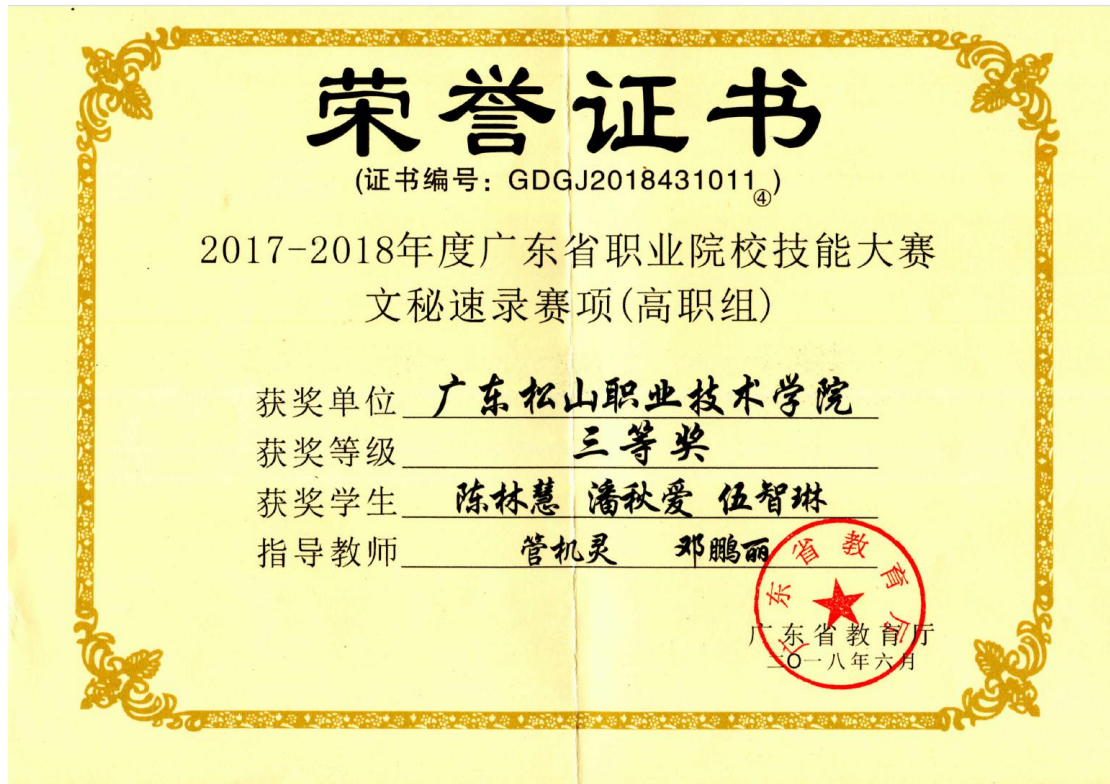 荣誉证书
(证书编号：GDGJ2018431011④)
2017-2018年度广东省职业院校技能大赛
文秘速录赛项(高职组)
获奖单位 广东松山职业技术学院
获奖等级 三等奖
获奖学生 陈林慧 潘秋爱 伍智琳
指导教师 管机灵 邓鹏丽
广东省教育厅
广东省教育厅
二〇一八年六月